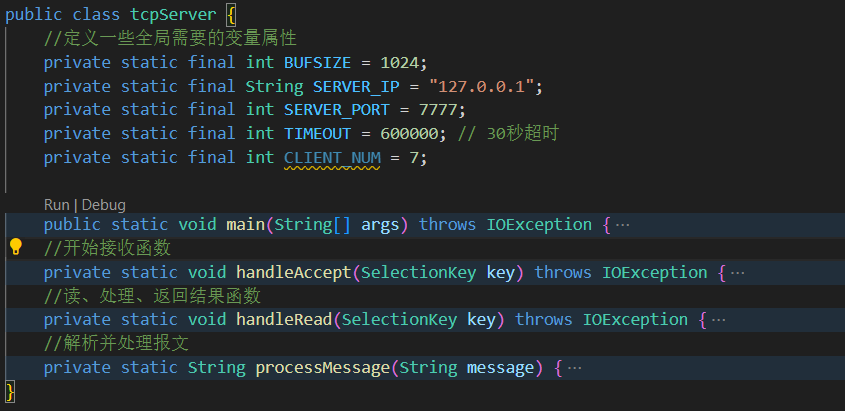 public class tcpServer {
//定义一些全局需要的变量属性
private static final int BUFSIZE = 1024;
private static final String SERVER_IP = "127.0.0.1";
private static final int SERVER_PORT = 7777;
private static final int TIMEOUT = 600000; // 30秒超时
private static final int CLIENT_NUM = 7;
Run | Debug
public static void main(String[] args) throws IOException { ···
//开始接收函数
private static void handleAccept(SelectionKey key) throws IOException { ···
//读、处理、返回结果函数
private static void handleRead(SelectionKey key) throws IOException { ···
//解析并处理报文
private static String processMessage(String message) { ···
}